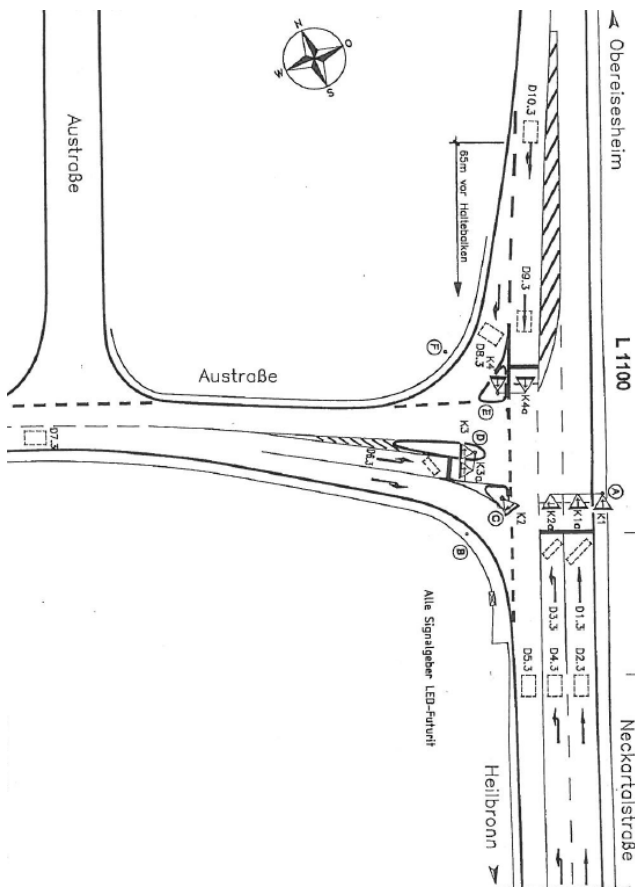 Obereisesheim
L 1100
Neckartalstraße
Heilbronn
Austraße
Austraße
N
O
S
W
65m vor Haltebalken
Alle Signalgeber LED-Futurit
D10.3
D9.3
D8.3
K4
K4a
E
F
K3
D
K3a
D6.3
D7.3
C
K2
B
A
K1
K1a
K2a
D1.3
D3.3
D2.3
D4.3
D5.3